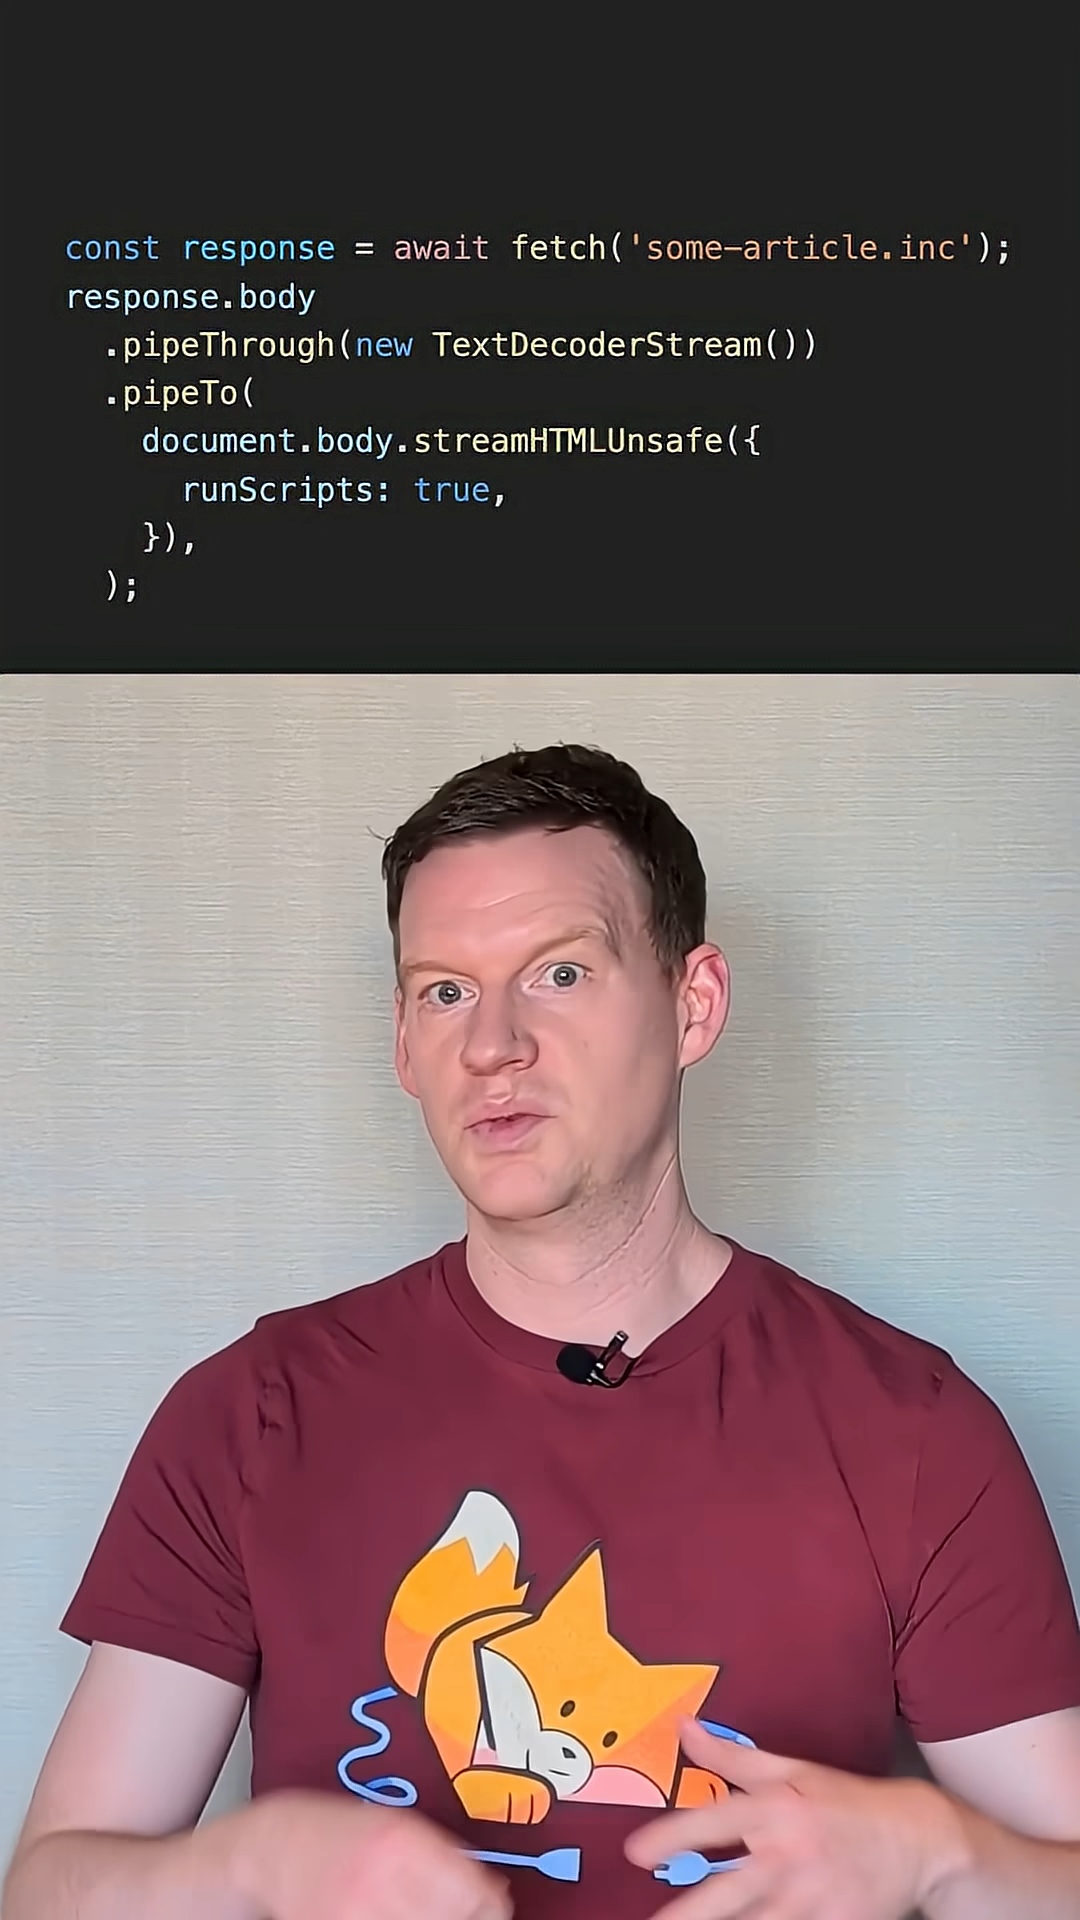 const response = await fetch('some-article.inc');
response.body
  .pipeThrough(new TextDecoderStream())
  .pipeTo(
    document.body.streamHTMLUnsafe({
      runScripts: true,
    }),
  );